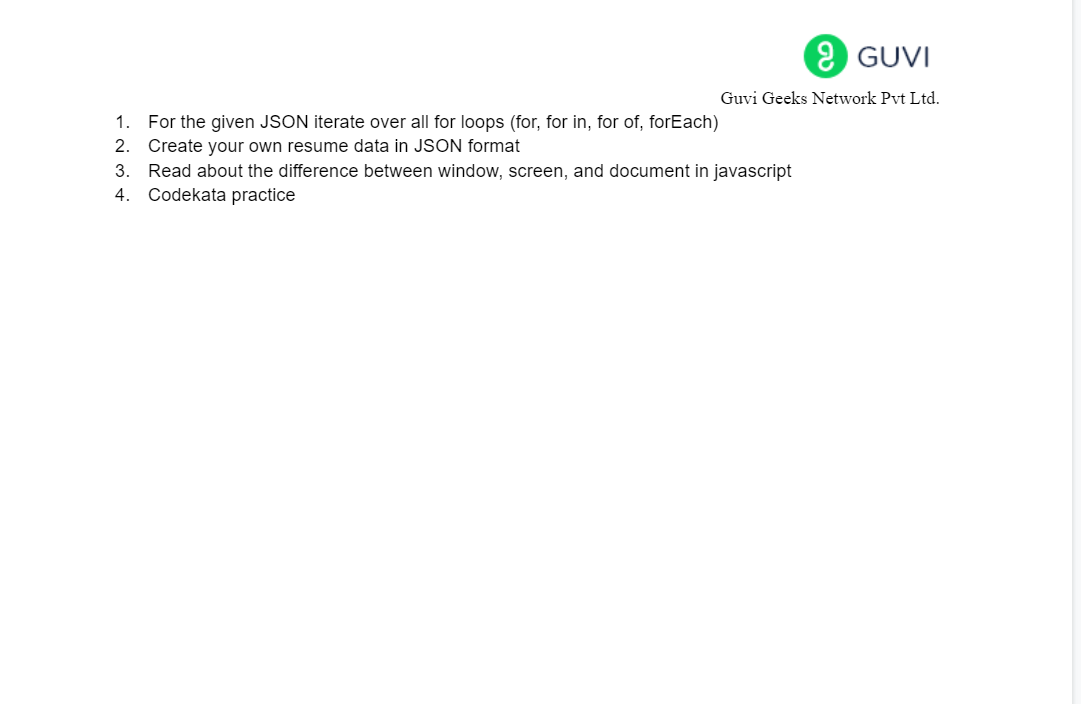 GUVI
Guvi Geeks Network Pvt Ltd.
1. For the given JSON iterate over all for loops (for, for in, for of, forEach)
2. Create your own resume data in JSON format
3. Read about the difference between window, screen, and document in javascript
4. Codekata practice